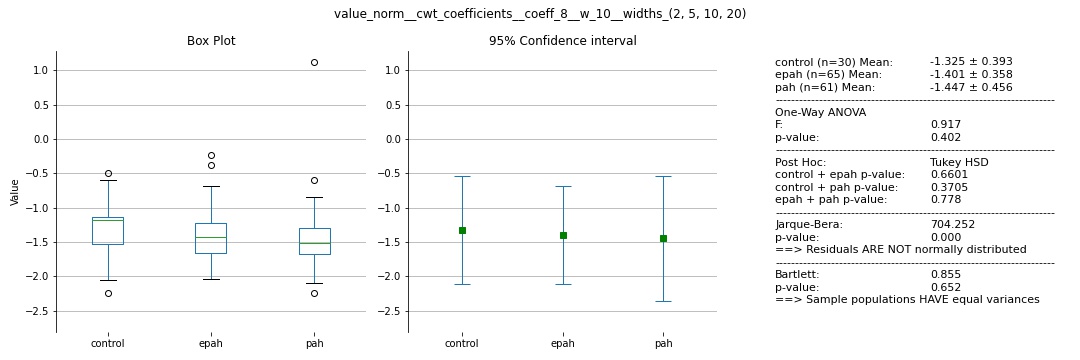 value_norm__cwt_coefficients__coeff_8__w_10__widths_(2, 5, 10, 20)
Box Plot
Value
1.0
0.5
0.0
−0.5
−1.0
−1.5
−2.0
−2.5
control epah pah
95% Confidence interval
1.0
0.5
0.0
−0.5
−1.0
−1.5
−2.0
−2.5
control epah pah
control (n=30) Mean: -1.325 ± 0.393
epah (n=65) Mean: -1.401 ± 0.358
pah (n=61) Mean: -1.447 ± 0.456
One-Way ANOVA
F: 0.917
p-value: 0.402
Post Hoc: Tukey HSD
control + epah p-value: 0.6601
control + pah p-value: 0.3705
epah + pah p-value: 0.778
Jarque-Bera: 704.252
p-value: 0.000
==> Residuals ARE NOT normally distributed
Bartlett: 0.855
p-value: 0.652
==> Sample populations HAVE equal variances